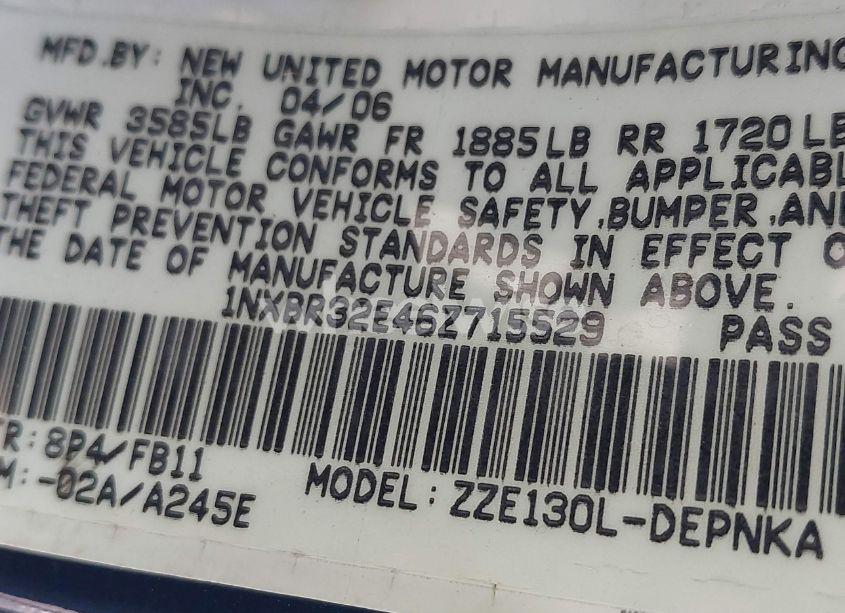 MFD.BY: NEW UNITED MOTOR MANUFACTURING
INC. 04/06
GVWR 3585LB GAWR FR 1885LB RR 1720LB
THIS VEHICLE CONFORMS TO ALL APPLICABL
FEDERAL MOTOR VEHICLE SAFETY,BUMPER,AND
THEFT PREVENTION STANDARDS IN EFFECT O
THE DATE OF MANUFACTURE SHOWN ABOVE.
1NXBR32E46Z715529 PASS
TR:8P4/FB11
M:-02A/A245E MODEL:ZZE130L-DEPNKA